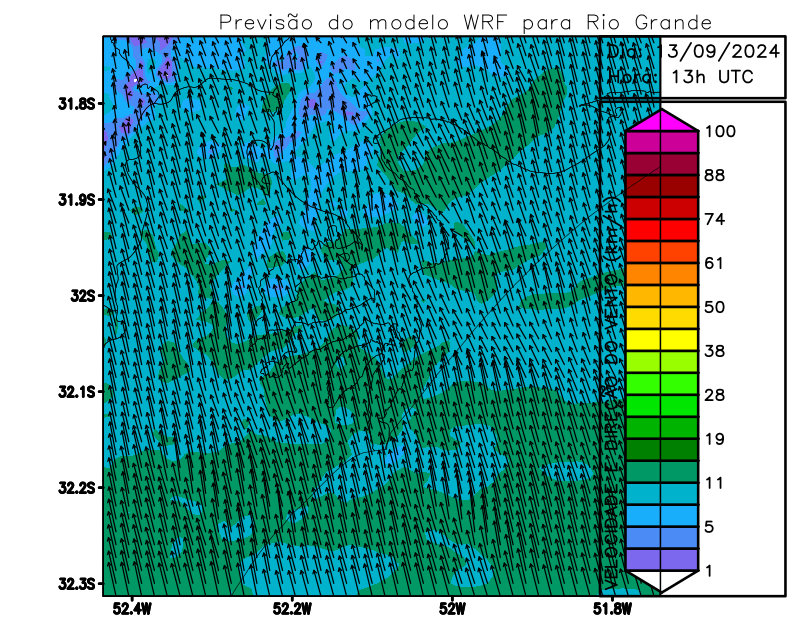 Previsão do modelo WRF para Rio Grande
Dia: 13/09/2024
Hora: 13h UTC
31.8S
31.9S
32S
32.1S
32.2S
32.3S
52.4W
52.2W
52W
51.8W
VELOCIDADE E DIREÇÃO DO VENTO (km/h)
100
88
74
61
50
38
28
19
11
5
1